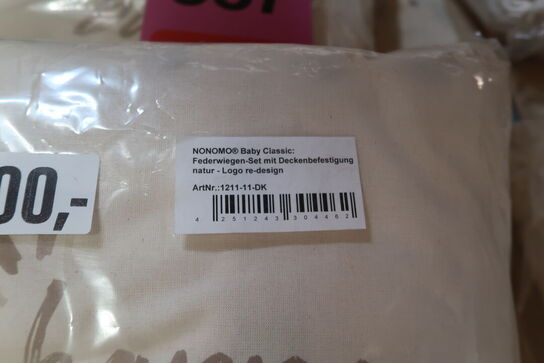 NONOMO® Baby Classic:
Federwiegen-Set mit Deckenbefestigung
natur - Logo re-design
ArtNr.:1211-11-DK
4 251243 304462
00,-